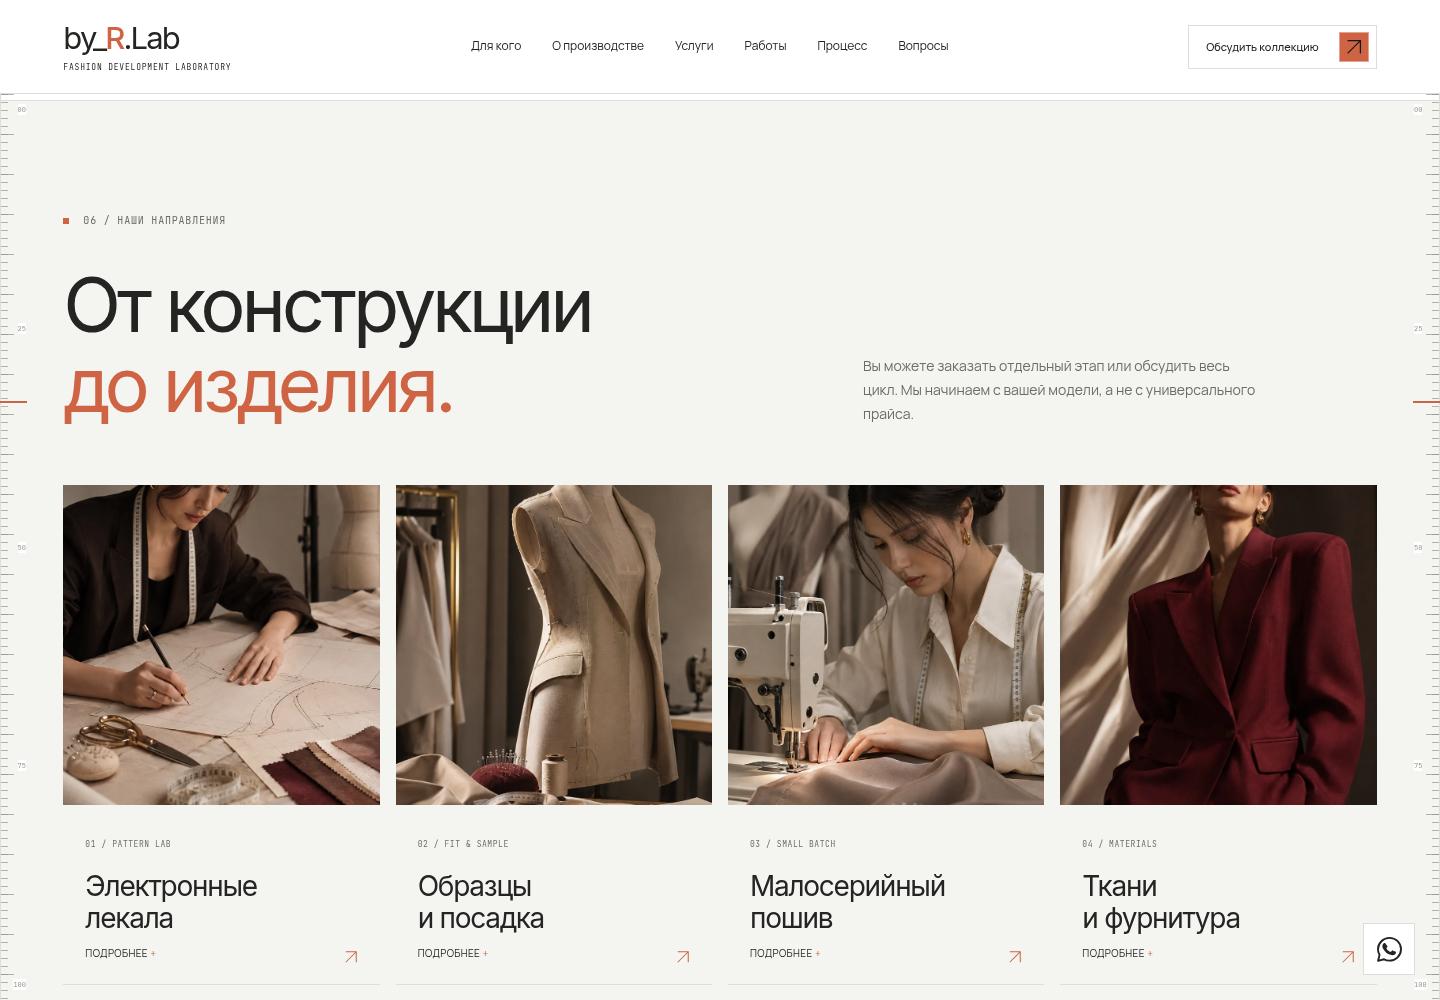 by_R.Lab
FASHION DEVELOPMENT LABORATORY
Для кого
О производстве
Услуги
Работы
Процесс
Вопросы
Обсудить коллекцию
00
00
06 / НАШИ НАПРАВЛЕНИЯ
От конструкции
до изделия.
25
25
Вы можете заказать отдельный этап или обсудить весь
цикл. Мы начинаем с вашей модели, а не с универсального
прайса.
50
50
75
75
01 / PATTERN LAB
Электронные
лекала
ПОДРОБНЕЕ +
02 / FIT & SAMPLE
Образцы
и посадка
ПОДРОБНЕЕ +
03 / SMALL BATCH
Малосерийный
пошив
ПОДРОБНЕЕ +
04 / MATERIALS
Ткани
и фурнитура
ПОДРОБНЕЕ +
100
100